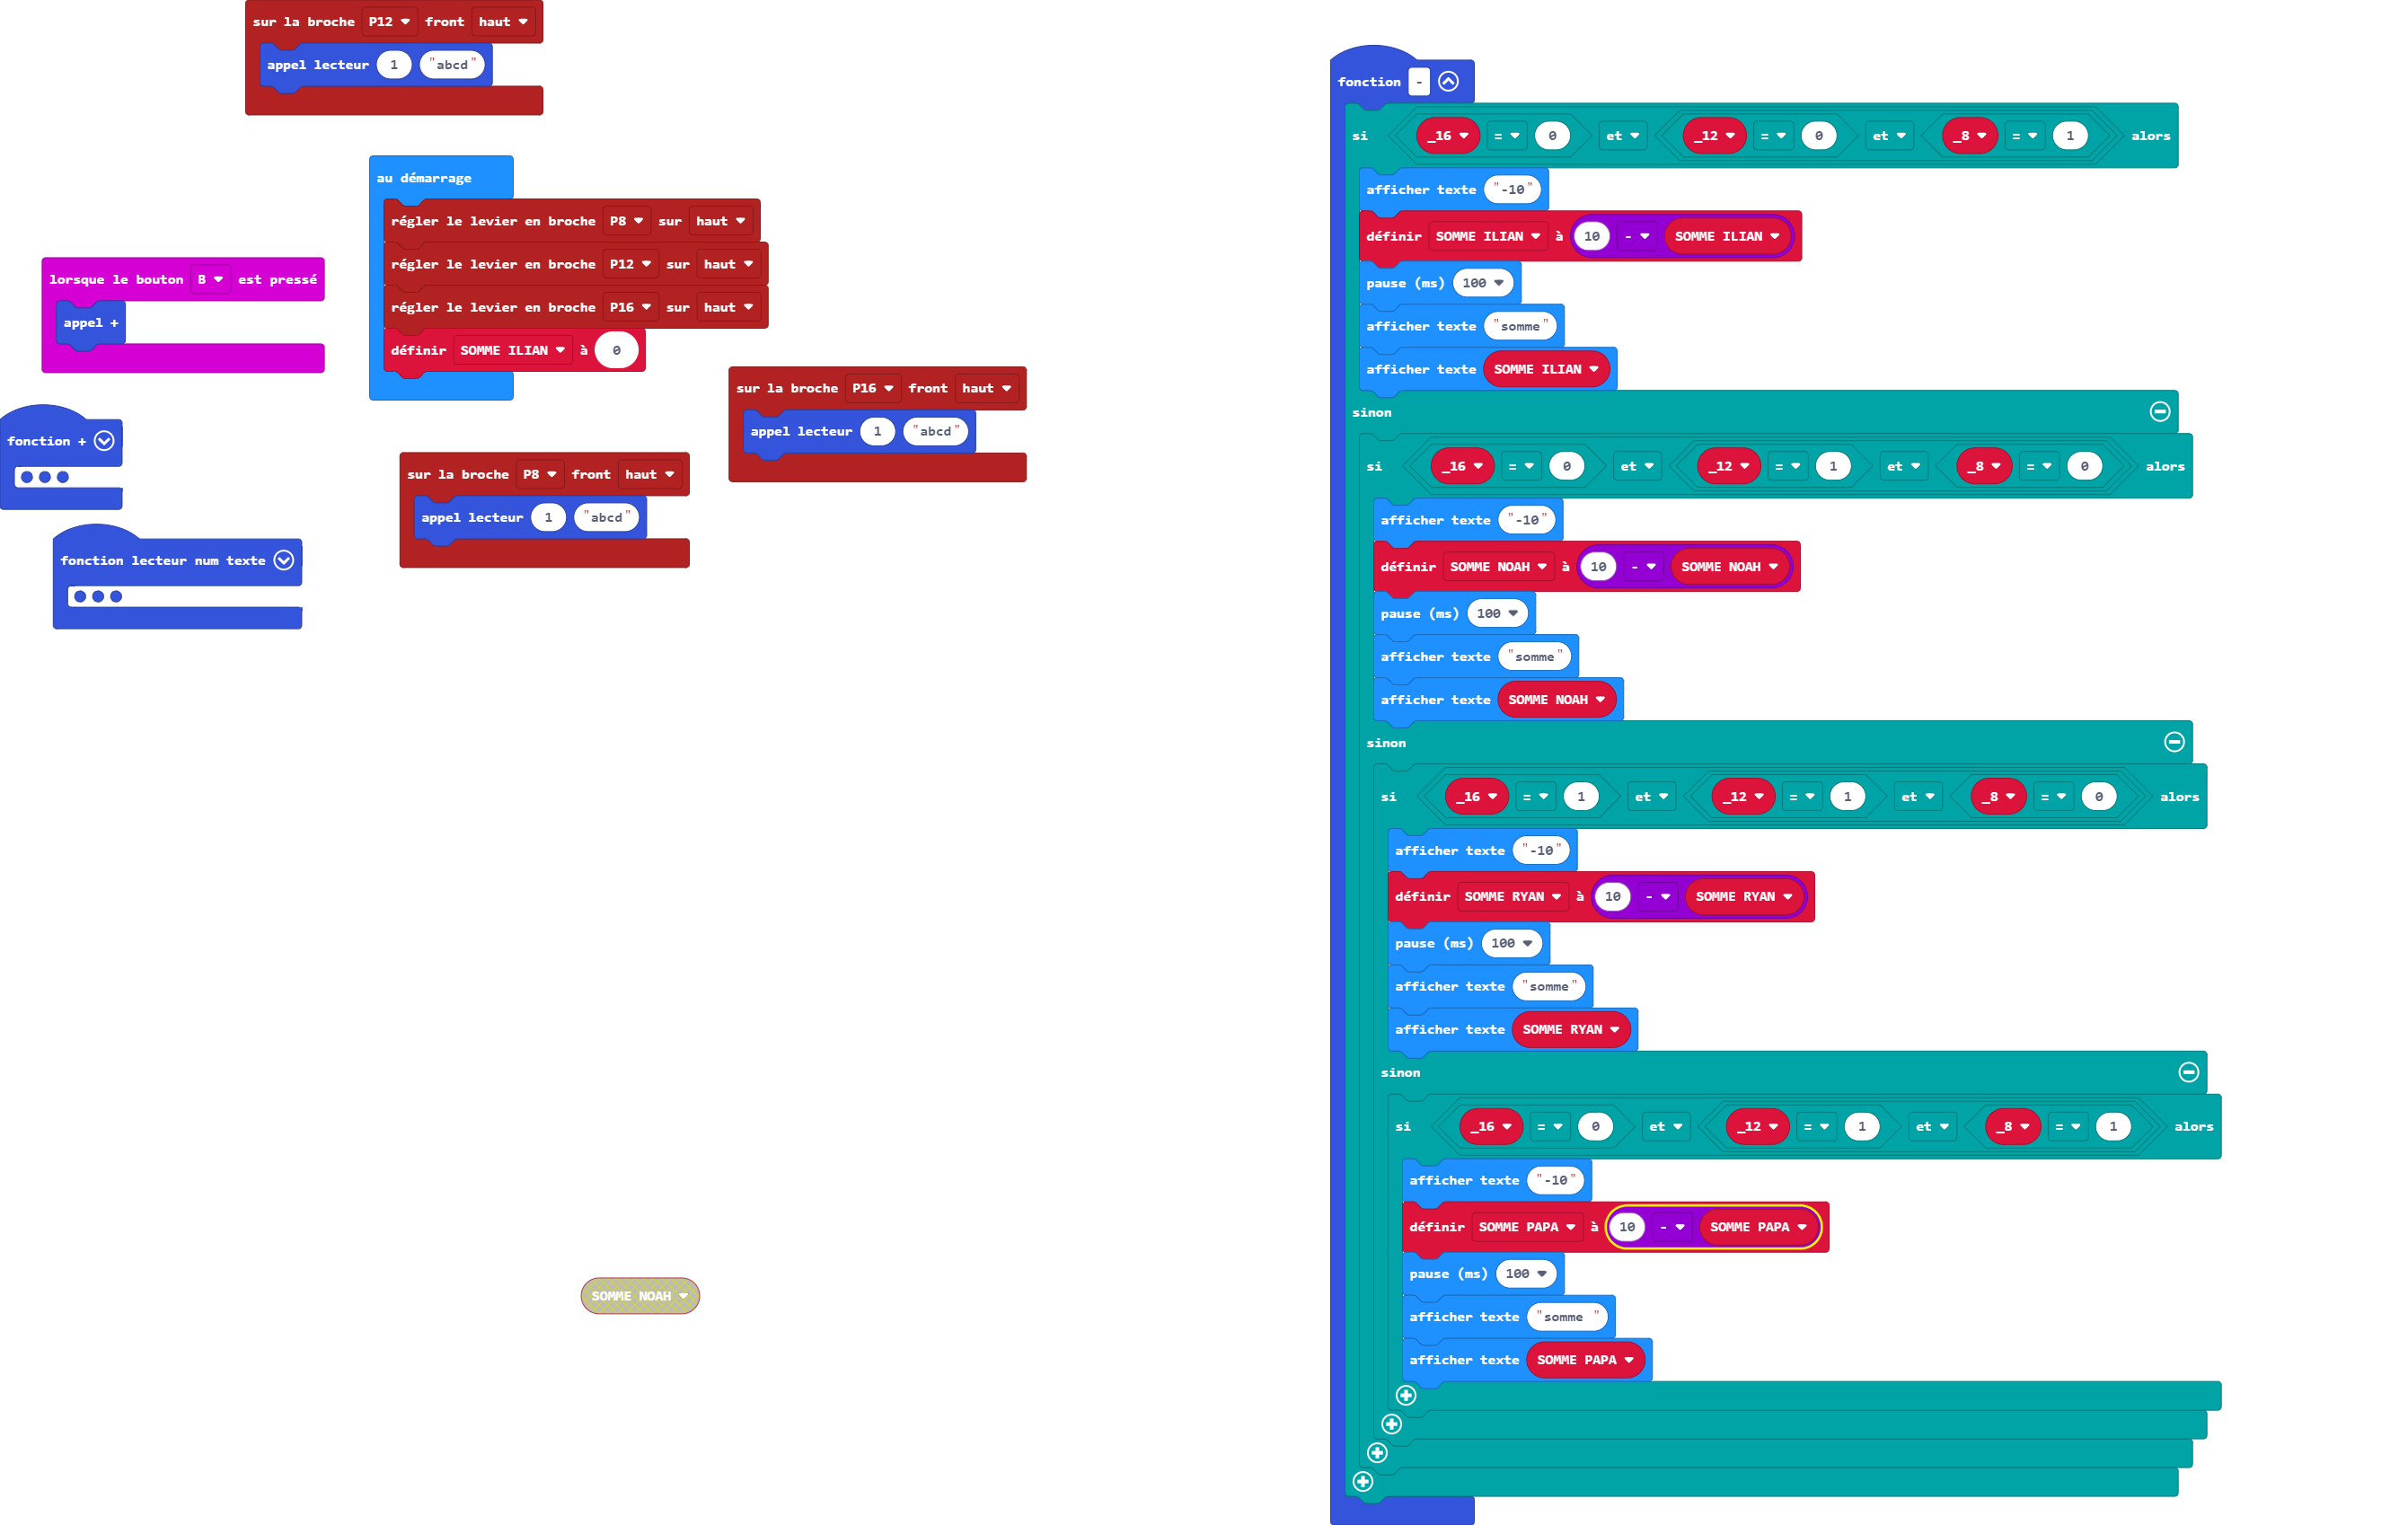 sur la broche P12 front haut
appel lecteur 1 "abcd"
au démarrage
régler le levier en broche P8 sur haut
régler le levier en broche P12 sur haut
régler le levier en broche P16 sur haut
définir SOMME ILIAN à 0
lorsque le bouton B est pressé
appel +
sur la broche P16 front haut
appel lecteur 1 "abcd"
fonction +
sur la broche P8 front haut
appel lecteur 1 "abcd"
fonction lecteur num texte
SOMME NOAH
fonction -
si _16 = 0 et _12 = 0 et _8 = 1 alors
afficher texte "-10"
définir SOMME ILIAN à 10 - SOMME ILIAN
pause (ms) 100
afficher texte "somme"
afficher texte SOMME ILIAN
sinon
si _16 = 0 et _12 = 1 et _8 = 0 alors
afficher texte "-10"
définir SOMME NOAH à 10 - SOMME NOAH
pause (ms) 100
afficher texte "somme"
afficher texte SOMME NOAH
sinon
si _16 = 1 et _12 = 1 et _8 = 0 alors
afficher texte "-10"
définir SOMME RYAN à 10 - SOMME RYAN
pause (ms) 100
afficher texte "somme"
afficher texte SOMME RYAN
sinon
si _16 = 0 et _12 = 1 et _8 = 1 alors
afficher texte "-10"
définir SOMME PAPA à 10 - SOMME PAPA
pause (ms) 100
afficher texte "somme "
afficher texte SOMME PAPA